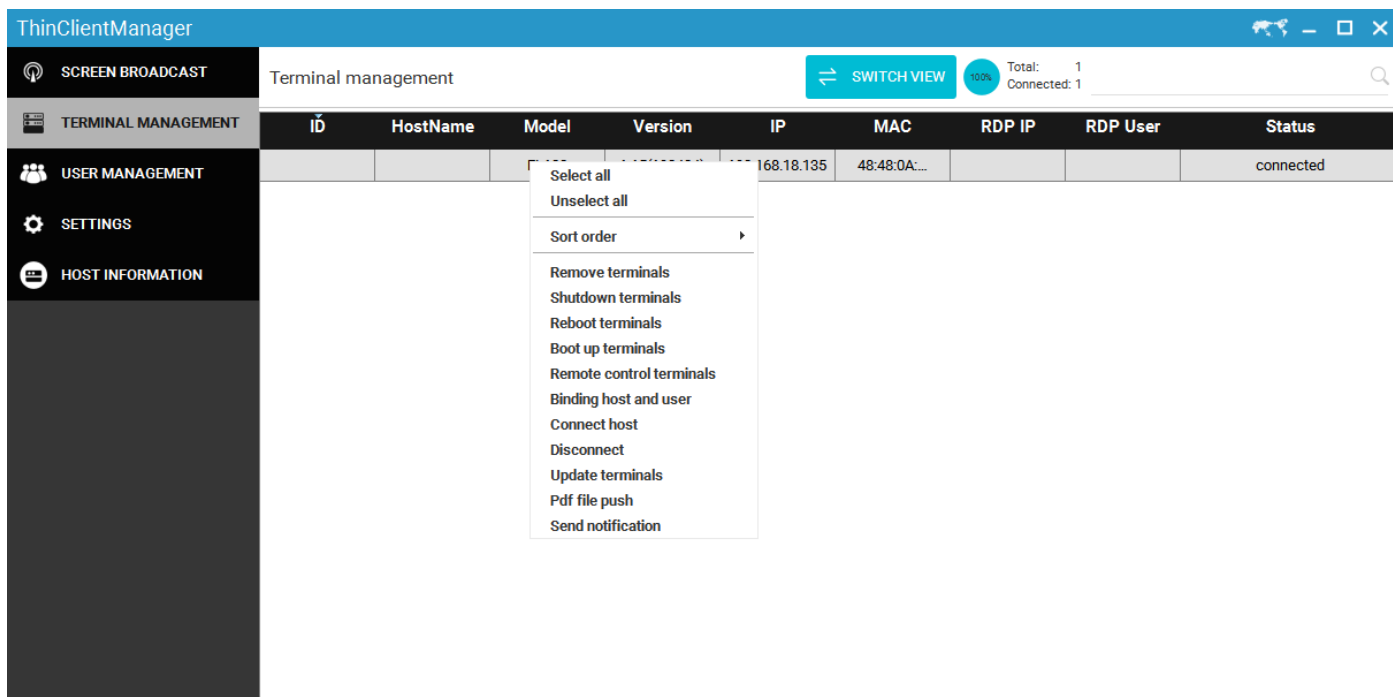 ThinClientManager
SCREEN BROADCAST
TERMINAL MANAGEMENT
USER MANAGEMENT
SETTINGS
HOST INFORMATION
Terminal management
SWITCH VIEW
100%
Total: 1
Connected: 1
ID HostName Model Version IP MAC RDP IP RDP User Status
168.18.135 48:48:0A:... connected
Select all
Unselect all
Sort order
Remove terminals
Shutdown terminals
Reboot terminals
Boot up terminals
Remote control terminals
Binding host and user
Connect host
Disconnect
Update terminals
Pdf file push
Send notification